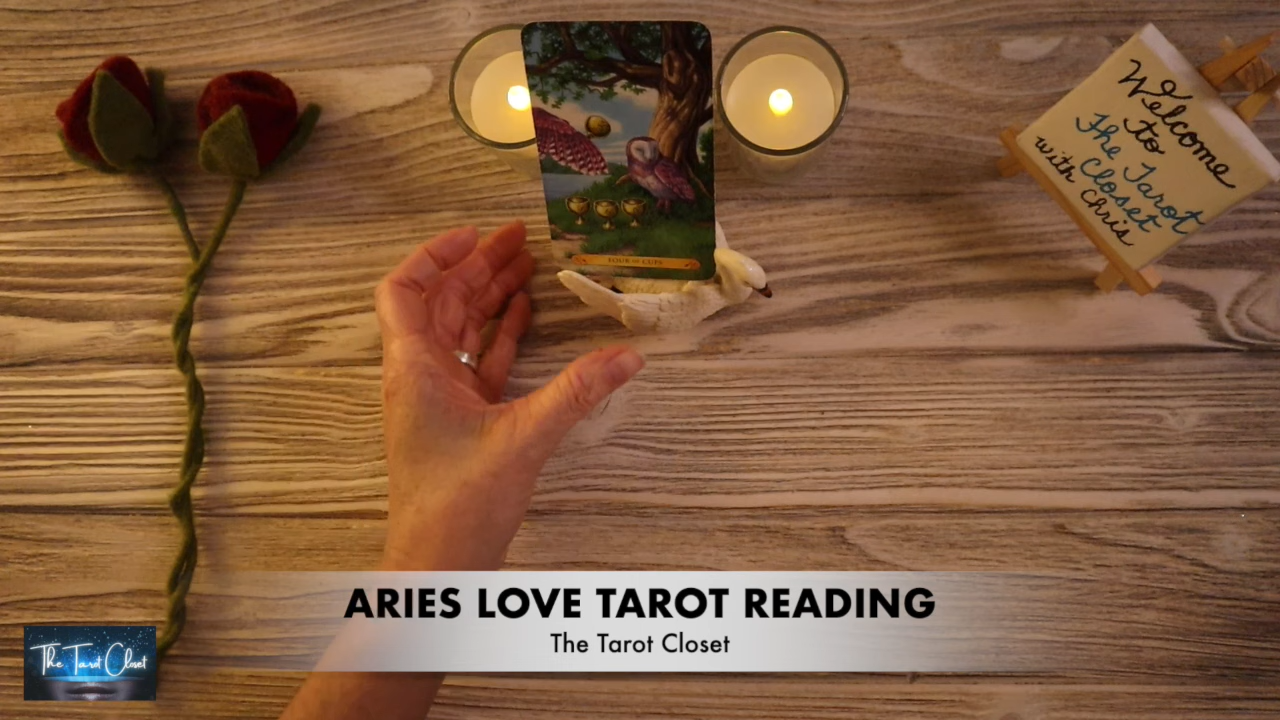 FOUR OF CUPS
Welcome
to
The Tarot
Closet
with Chris
ARIES LOVE TAROT READING
The Tarot Closet
The Tarot Closet